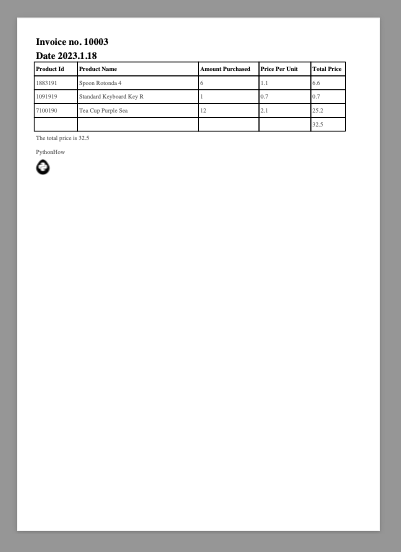 Invoice no. 10003
Date 2023.1.18
Product Id Product Name Amount Purchased Price Per Unit Total Price
1883191 Spoon Rotonda 4 6 1.1 6.6
1091919 Standard Keyboard Key R 1 0.7 0.7
7100190 Tea Cup Purple Sea 12 2.1 25.2
32.5
The total price is 32.5
PythonHow